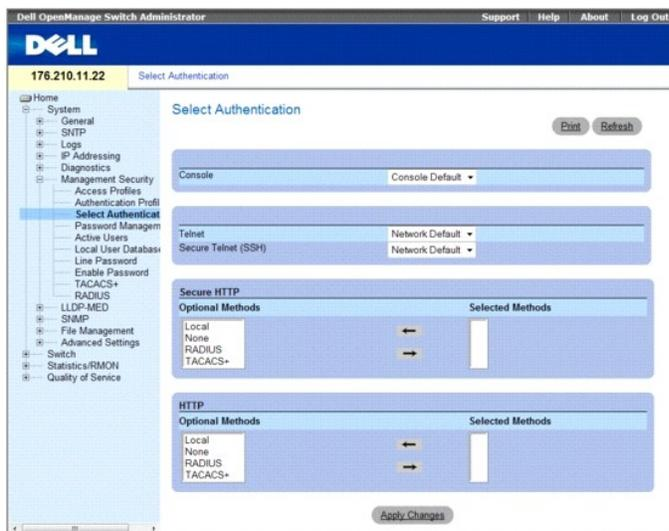 Dell OpenManage Switch Administrator Support Help About Log Out
DELL
176.210.11.22 Select Authentication
Home
System
General
SNTP
Logs
IP Addressing
Diagnostics
Management Security
Access Profiles
Authentication Profil
Select Authenticat
Password Managem
Active Users
Local User Database
Line Password
Enable Password
TACACS+
RADIUS
LLDP-MED
SNMP
File Management
Advanced Settings
Switch
Statistics/RMON
Quality of Service
Select Authentication
Print Refresh
Console Console Default
Telnet Network Default
Secure Telnet (SSH) Network Default
Secure HTTP
Optional Methods Selected Methods
Local
None
RADIUS
TACACS+
HTTP
Optional Methods Selected Methods
Local
None
RADIUS
TACACS+
Apply Changes